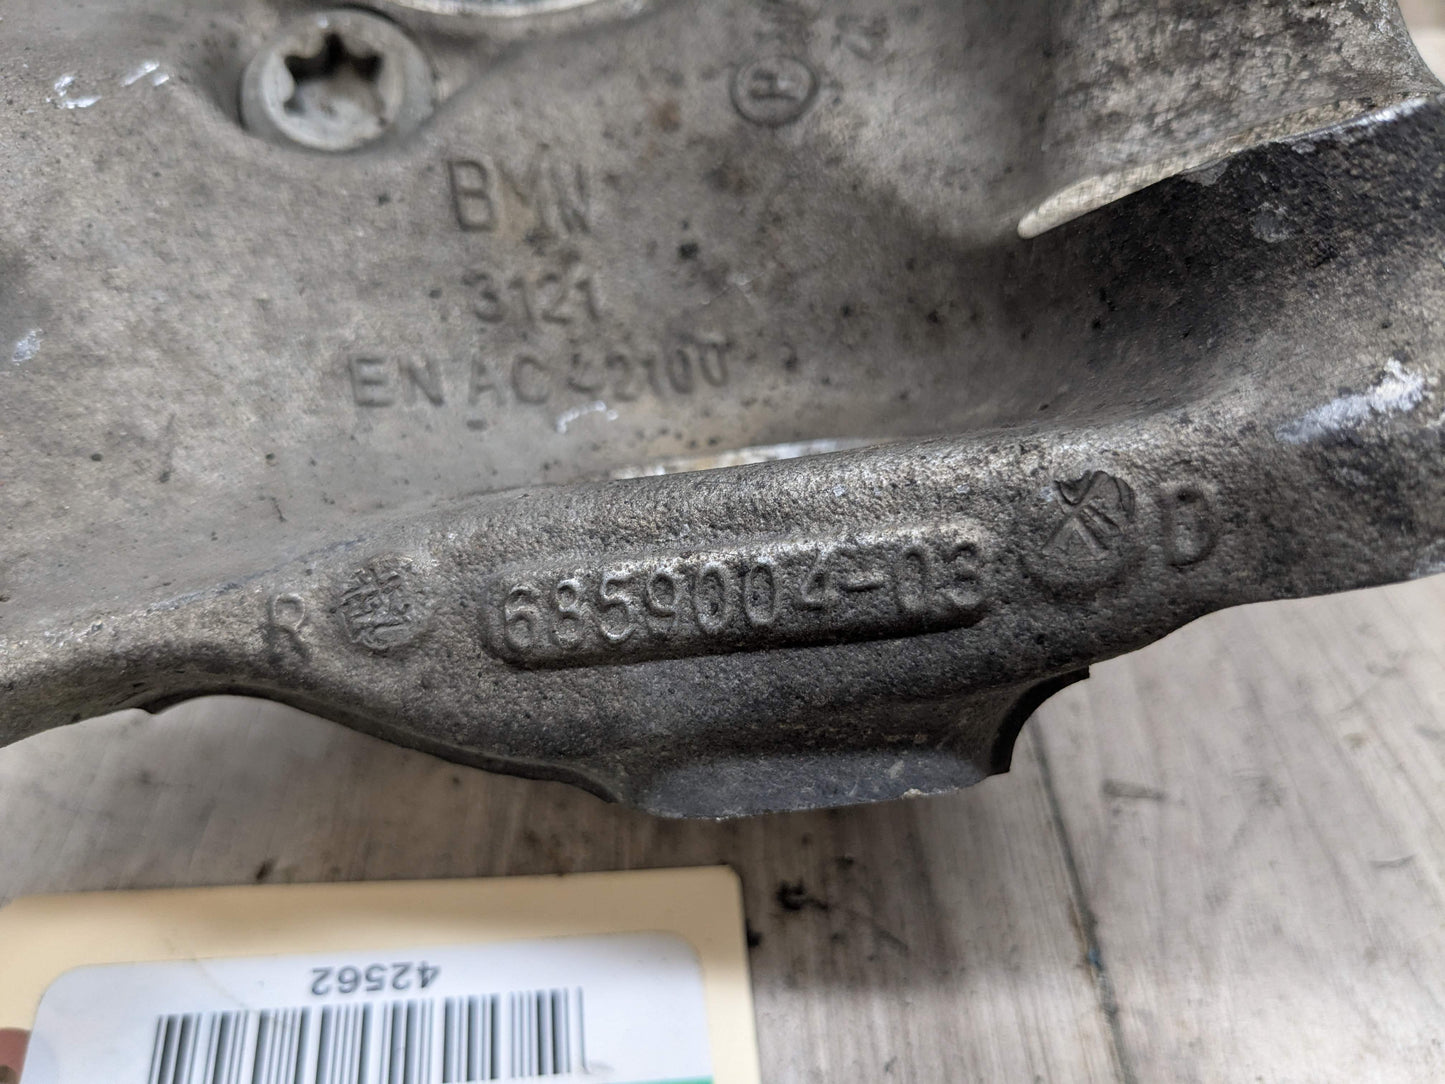 H
BMW
3121
EN AC 42100
R 6859004-03 D
42562